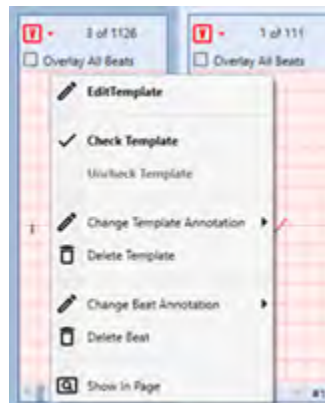 3 of 1126
1 of 111
Overlay All Beats
Overlay All Beats
EditTemplate
Check Template
Uncheck Template
Change Template Annotation
Delete Template
Change Beat Annotation
Delete Beat
Show In Page